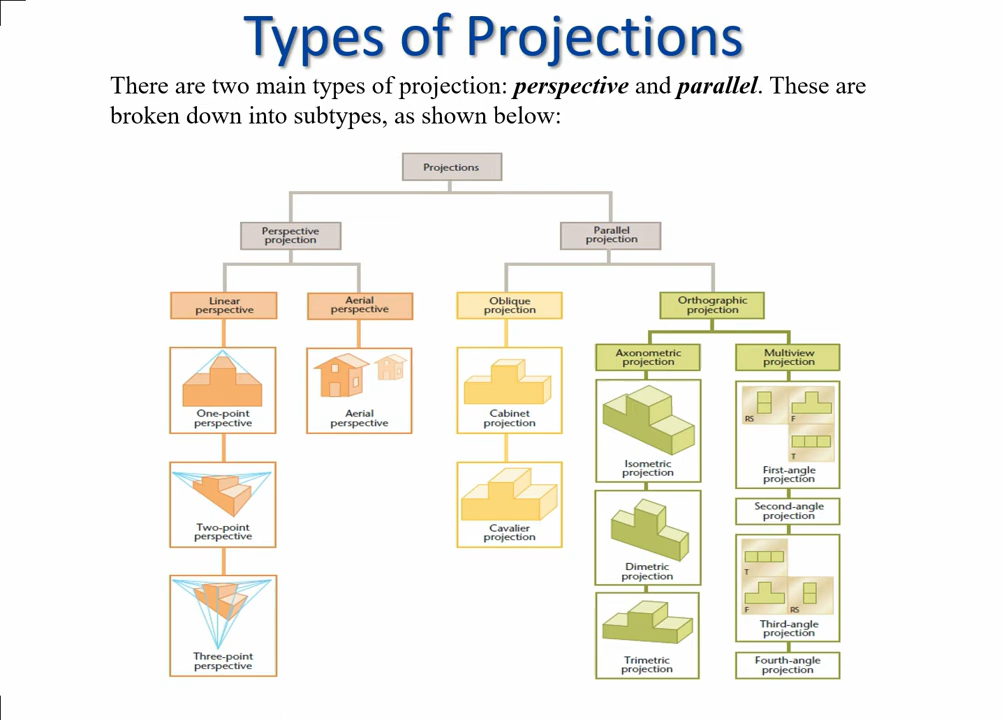 Types of Projections
There are two main types of projection: perspective and parallel. These are
broken down into subtypes, as shown below:
Projections
Perspective
projection
Parallel
projection
Linear
perspective
Aerial
perspective
Oblique
projection
Orthographic
projection
Axonometric
projection
Multiview
projection
One-point
perspective
Aerial
perspective
Cabinet
projection
Isometric
projection
RS
F
T
First-angle
projection
Second-angle
projection
Two-point
perspective
Cavalier
projection
Dimetric
projection
T
F
RS
Third-angle
projection
Three-point
perspective
Trimetric
projection
Fourth-angle
projection